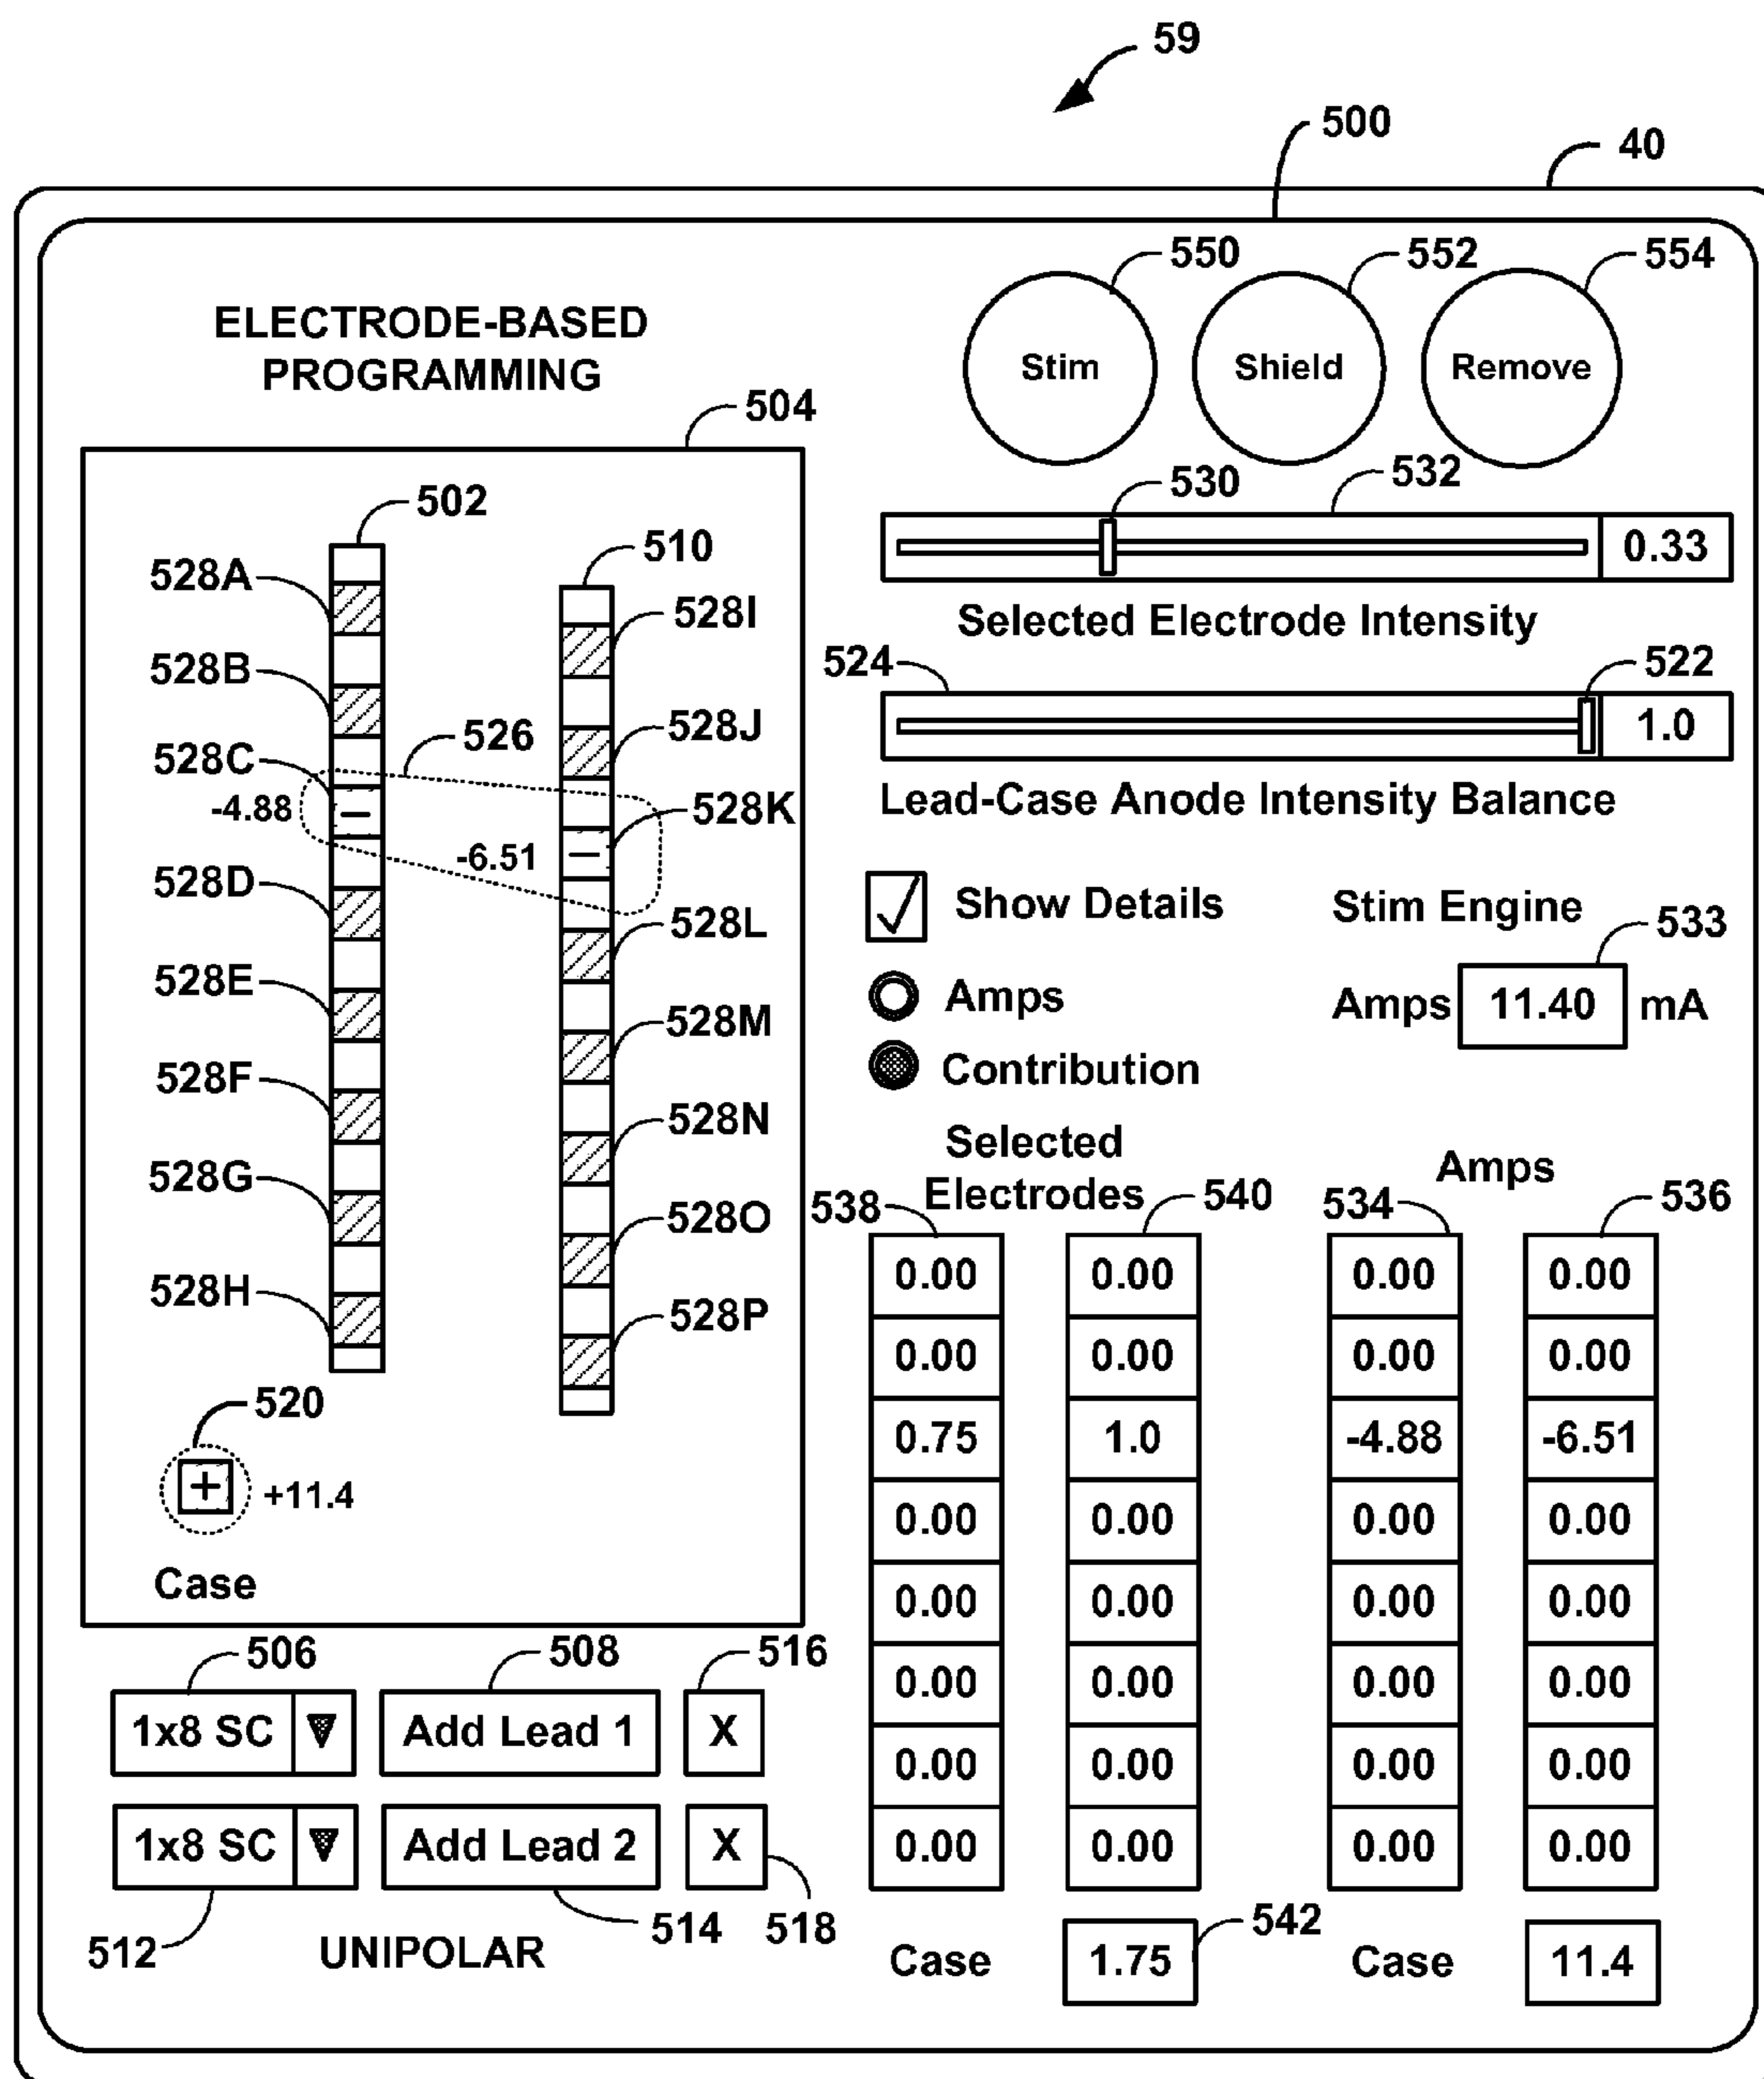 59
500
40
550
552
554
ELECTRODE-BASED
PROGRAMMING
Stim
Shield
Remove
504
502
510
528A
528B
528C
-4.88
528D
528E
528F
528G
528H
526
-6.51
528I
528J
528K
528L
528M
528N
528O
528P
520
+
+11.4
Case
530
532
0.33
Selected Electrode Intensity
524
522
1.0
Lead-Case Anode Intensity Balance
Show Details
Amps
Contribution
Stim Engine
533
Amps 11.40 mA
Selected
Electrodes
Amps
538
540
534
536
0.00 0.00 0.00 0.00
0.00 0.00 0.00 0.00
0.75 1.0 -4.88 -6.51
0.00 0.00 0.00 0.00
0.00 0.00 0.00 0.00
0.00 0.00 0.00 0.00
0.00 0.00 0.00 0.00
0.00 0.00 0.00 0.00
542
Case 1.75 Case 11.4
506
508
516
1x8 SC Add Lead 1 X
1x8 SC Add Lead 2 X
512
514
518
UNIPOLAR